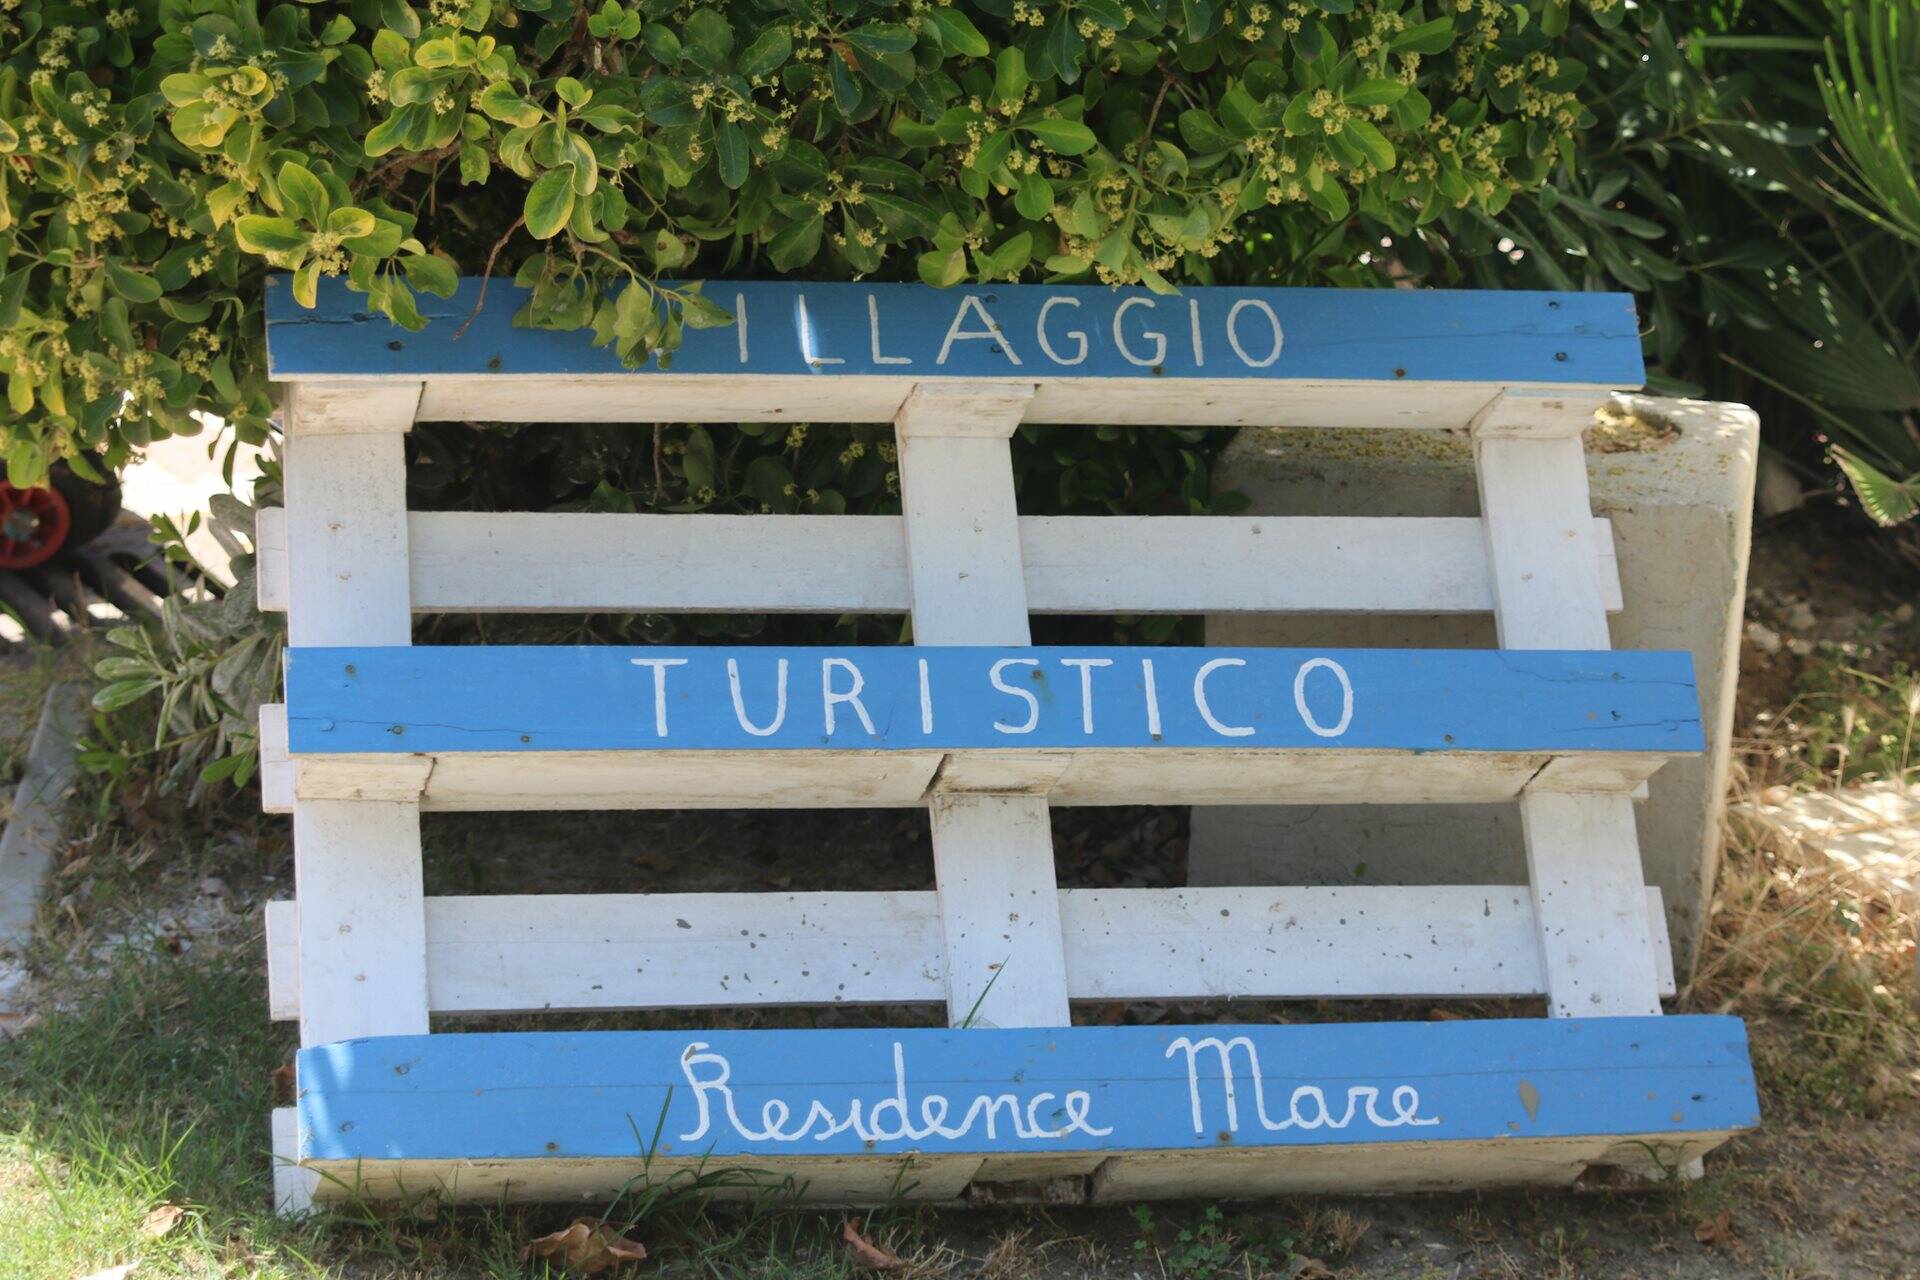 ILLAGGIO
TURISTICO
Residence Mare